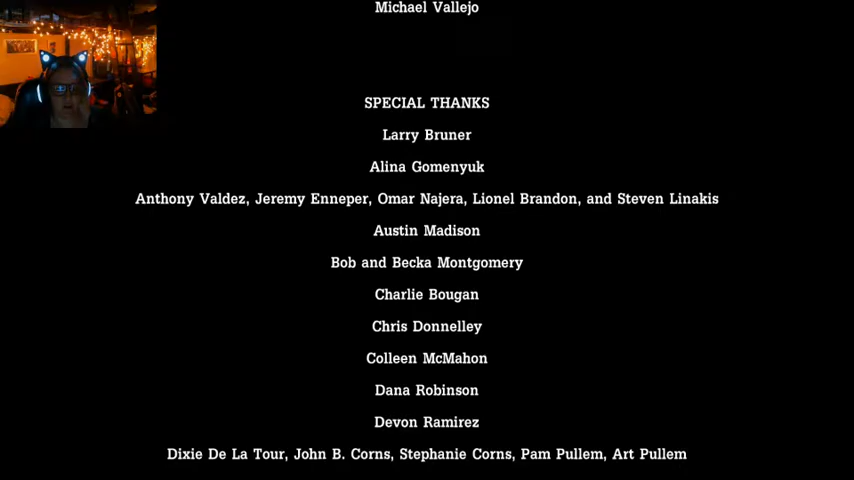 Michael Vallejo
SPECIAL THANKS
Larry Bruner
Alina Gomenyuk
Anthony Valdez, Jeremy Enneper, Omar Najera, Lionel Brandon, and Steven Linakis
Austin Madison
Bob and Becka Montgomery
Charlie Bougan
Chris Donnelley
Colleen McMahon
Dana Robinson
Devon Ramirez
Dixie De La Tour, John B. Corns, Stephanie Corns, Pam Pullem, Art Pullem